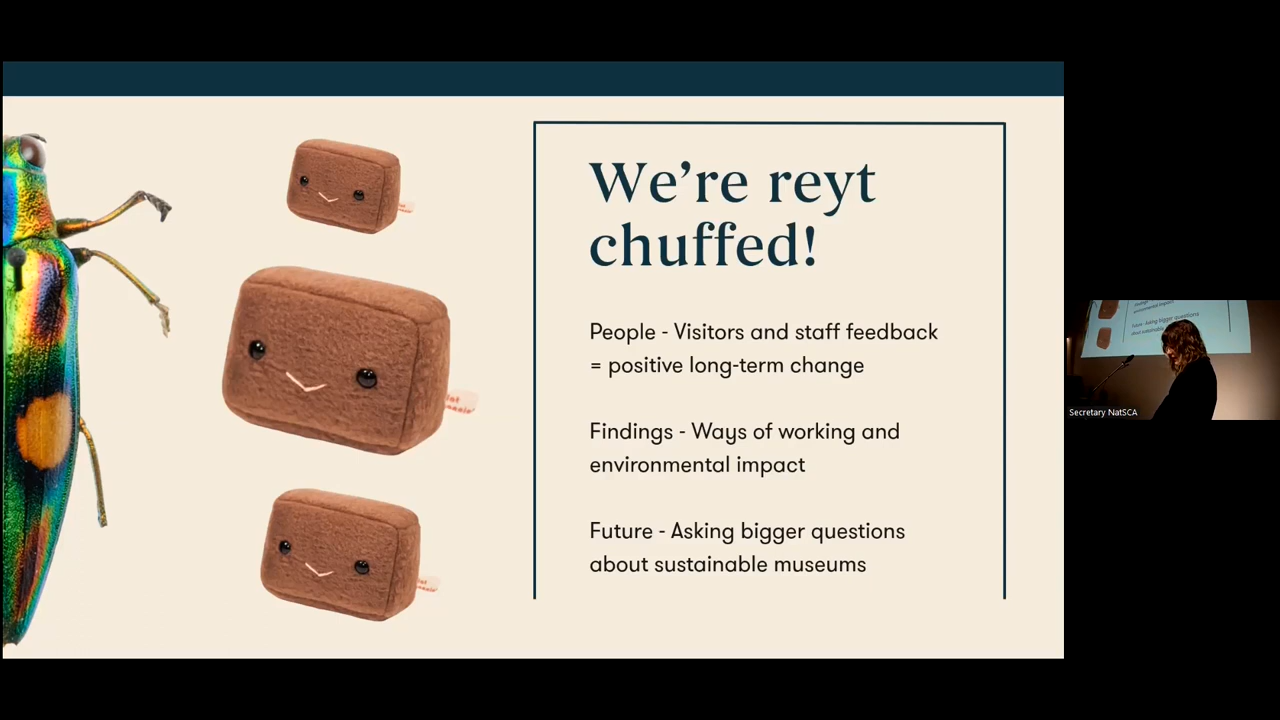 We're reyt
chuffed!
People - Visitors and staff feedback
= positive long-term change
Findings - Ways of working and
environmental impact
Future - Asking bigger questions
about sustainable museums
Secretary NatSCA